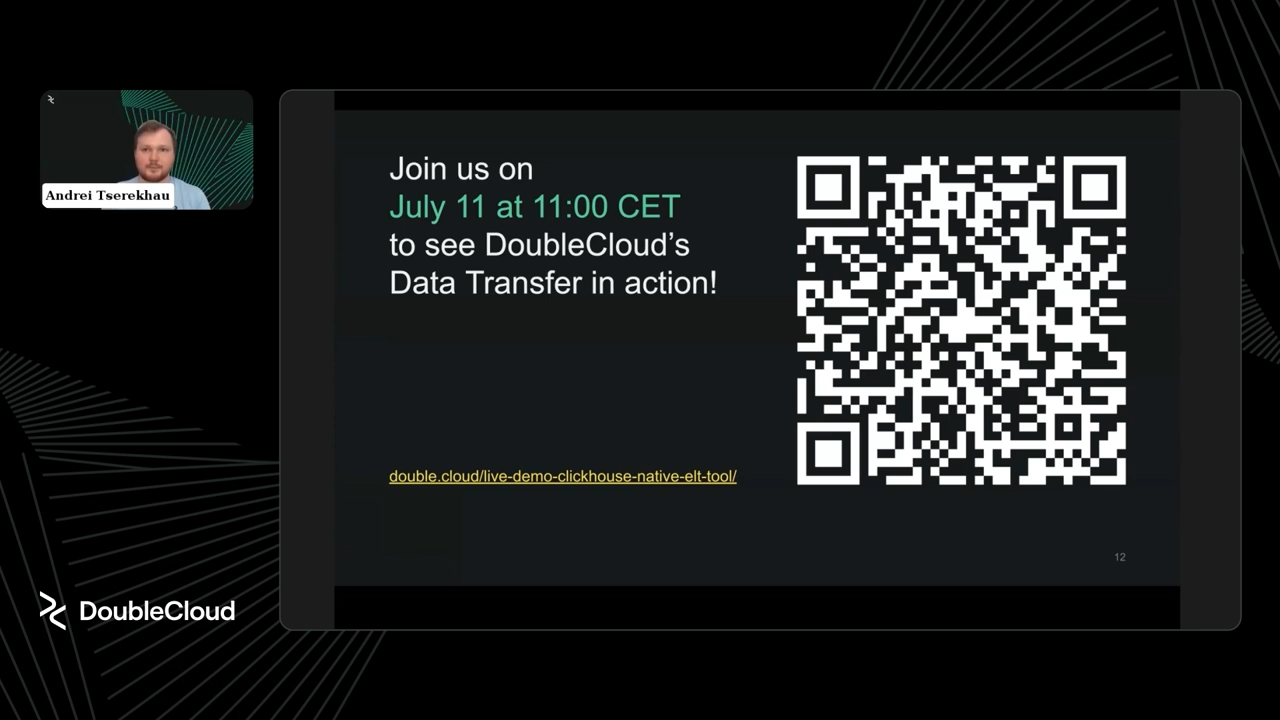 Andrei Tserekhau
Join us on
July 11 at 11:00 CET
to see DoubleCloud’s
Data Transfer in action!
double.cloud/live-demo-clickhouse-native-elt-tool/
12
DoubleCloud